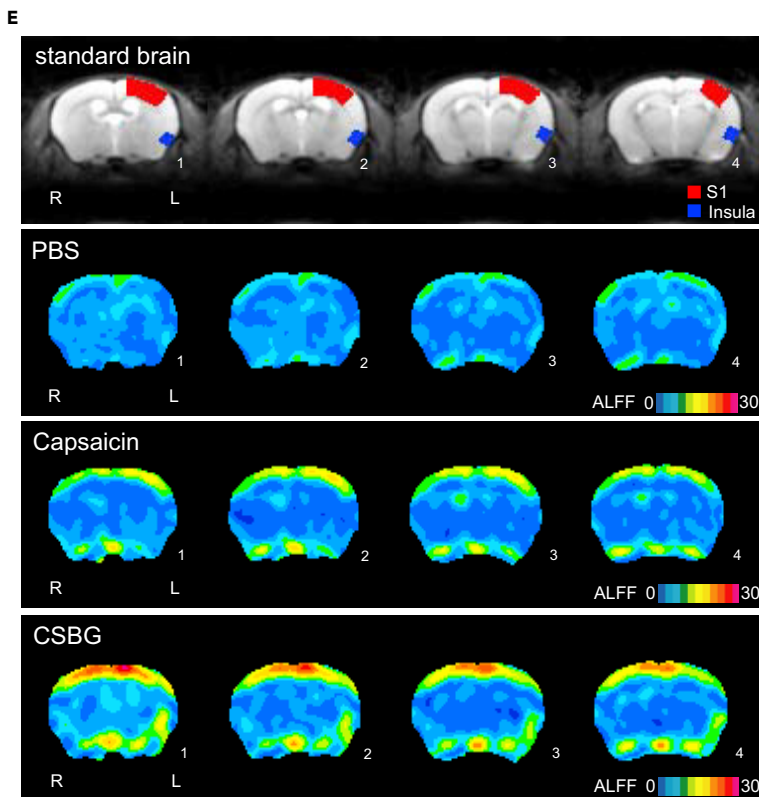 E
standard brain
1 2 3 4
R L
S1
Insula
PBS
1 2 3 4
R L
ALFF 0 30
Capsaicin
1 2 3 4
R L
ALFF 0 30
CSBG
1 2 3 4
R L
ALFF 0 30